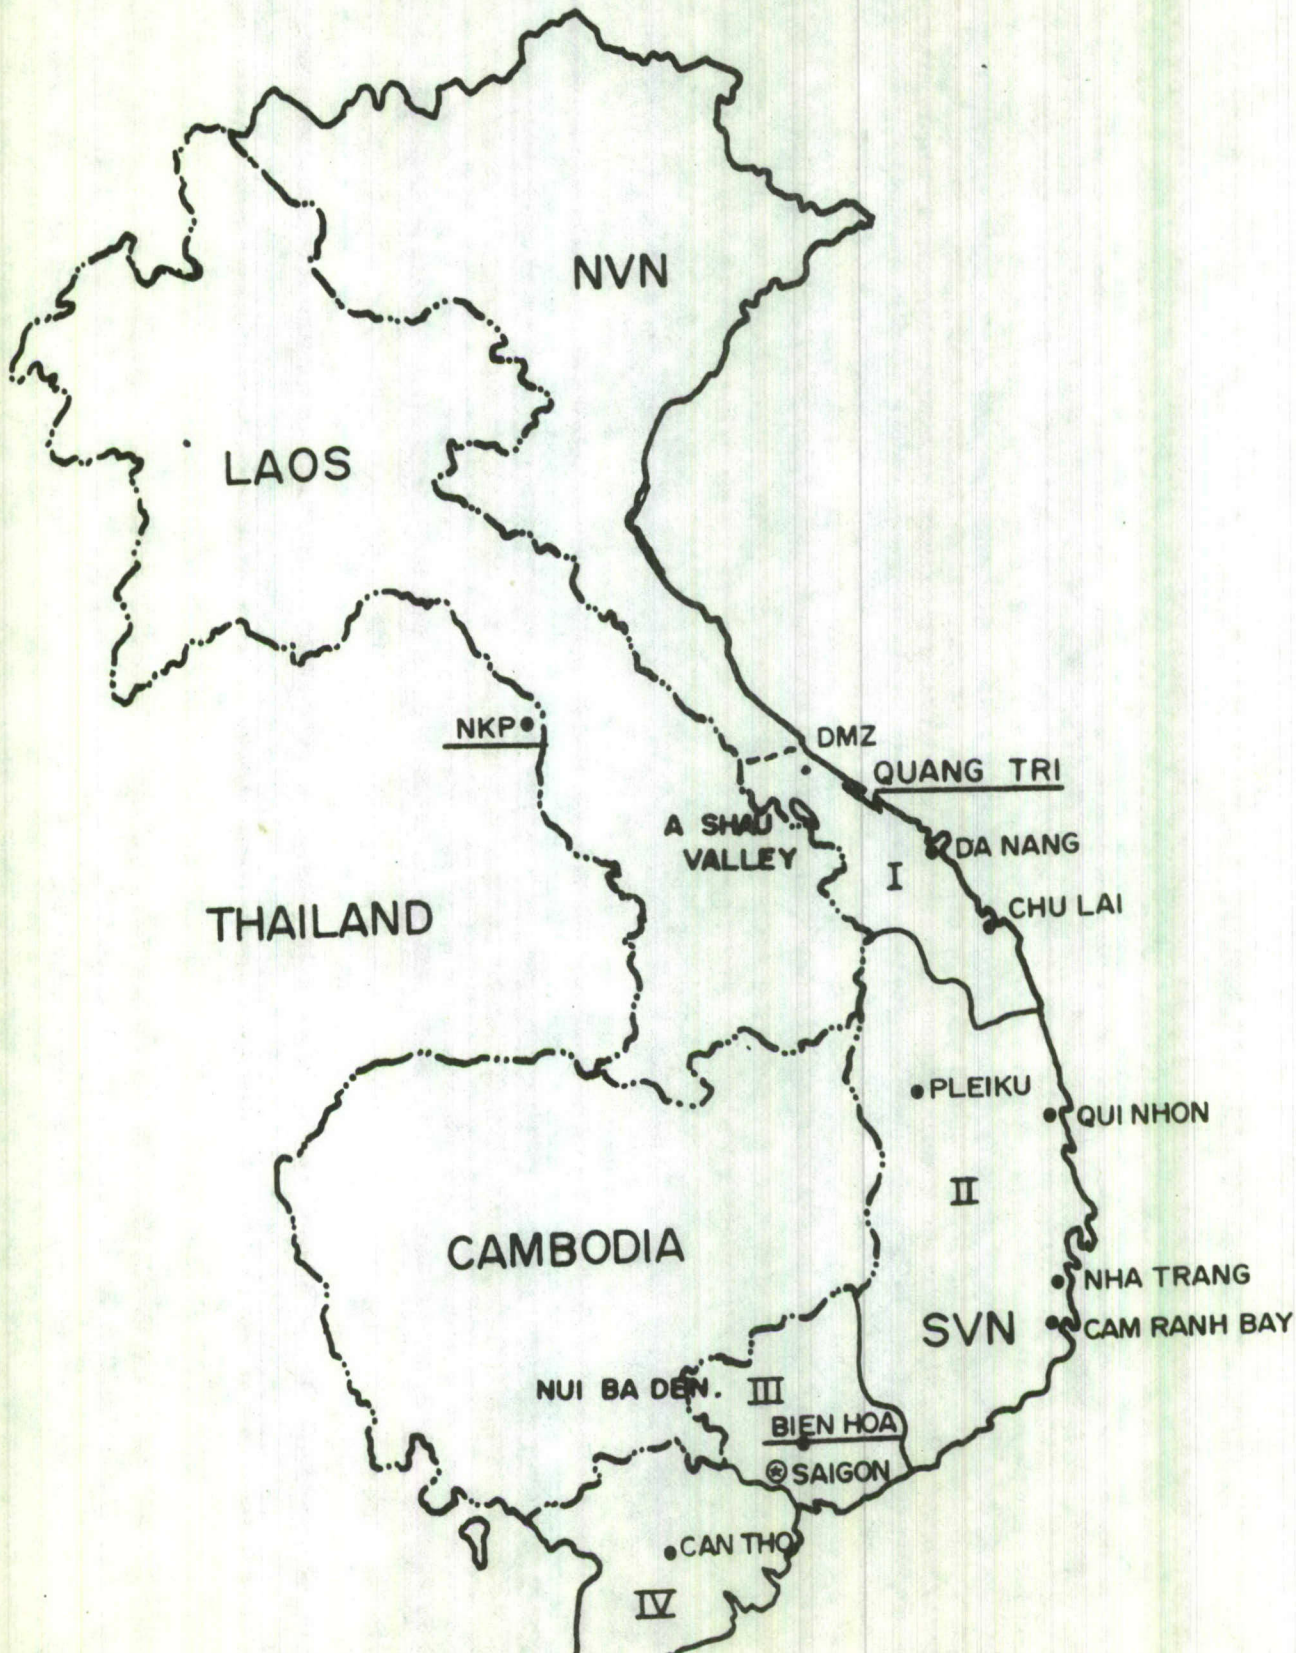 NVN
LAOS
NKP
DMZ
QUANG TRI
A SHAU
VALLEY
DA NANG
I
CHU LAI
THAILAND
PLEIKU
QUI NHON
II
CAMBODIA
NHA TRANG
SVN
CAM RANH BAY
NUI BA DEN.
III
BIEN HOA
SAIGON
CAN THO
IV